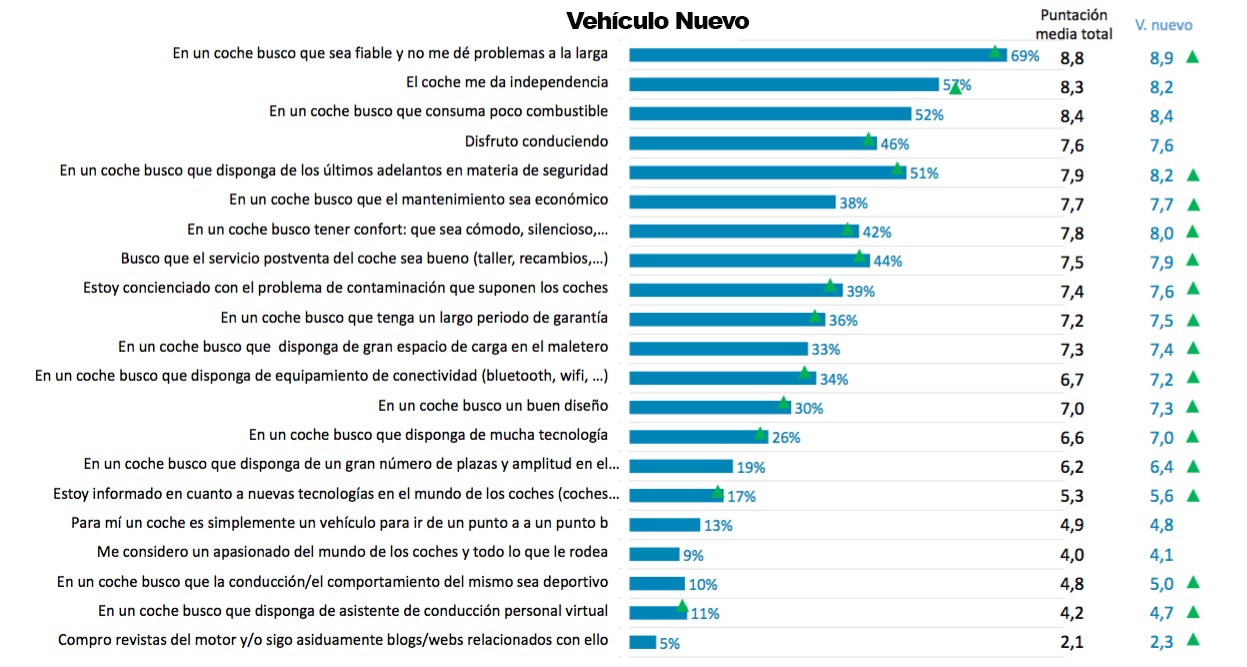 Vehículo Nuevo
Puntación media total
V. nuevo
En un coche busco que sea fiable y no me dé problemas a la larga 69% 8,8 8,9
El coche me da independencia 57% 8,3 8,2
En un coche busco que consuma poco combustible 52% 8,4 8,4
Disfruto conduciendo 46% 7,6 7,6
En un coche busco que disponga de los últimos adelantos en materia de seguridad 51% 7,9 8,2
En un coche busco que el mantenimiento sea económico 38% 7,7 7,7
En un coche busco tener confort: que sea cómodo, silencioso,... 42% 7,8 8,0
Busco que el servicio postventa del coche sea bueno (taller, recambios,...) 44% 7,5 7,9
Estoy concienciado con el problema de contaminación que suponen los coches 39% 7,4 7,6
En un coche busco que tenga un largo periodo de garantía 36% 7,2 7,5
En un coche busco que disponga de gran espacio de carga en el maletero 33% 7,3 7,4
En un coche busco que disponga de equipamiento de conectividad (bluetooth, wifi, ...) 34% 6,7 7,2
En un coche busco un buen diseño 30% 7,0 7,3
En un coche busco que disponga de mucha tecnología 26% 6,6 7,0
En un coche busco que disponga de un gran número de plazas y amplitud en el... 19% 6,2 6,4
Estoy informado en cuanto a nuevas tecnologías en el mundo de los coches (coches... 17% 5,3 5,6
Para mí un coche es simplemente un vehículo para ir de un punto a a un punto b 13% 4,9 4,8
Me considero un apasionado del mundo de los coches y todo lo que le rodea 9% 4,0 4,1
En un coche busco que la conducción/el comportamiento del mismo sea deportivo 10% 4,8 5,0
En un coche busco que disponga de asistente de conducción personal virtual 11% 4,2 4,7
Compro revistas del motor y/o sigo asiduamente blogs/webs relacionados con ello 5% 2,1 2,3